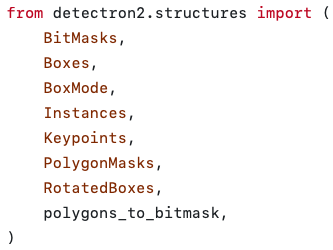 from detectron2.structures import (
    BitMasks,
    Boxes,
    BoxMode,
    Instances,
    Keypoints,
    PolygonMasks,
    RotatedBoxes,
    polygons_to_bitmask,
)